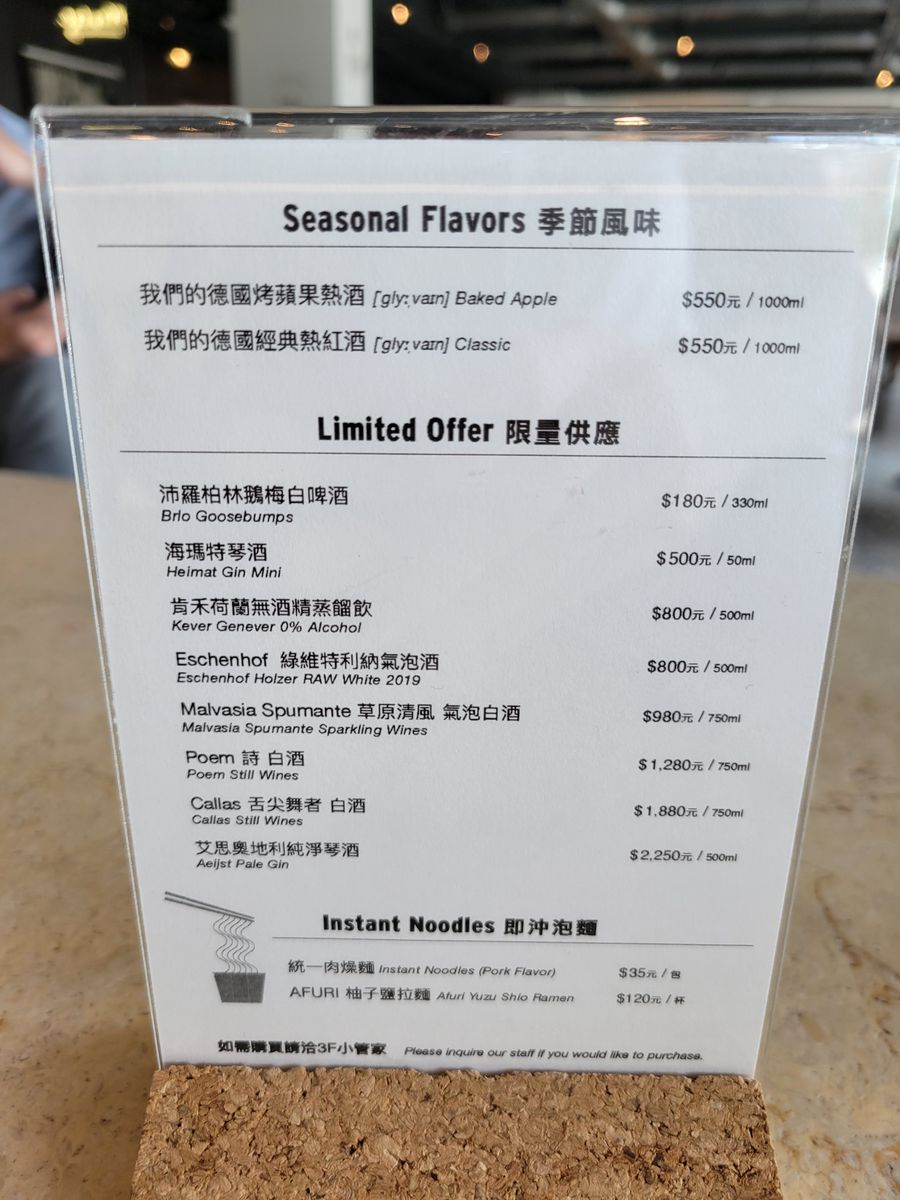 Seasonal Flavors 季節風味
我們的德國烤蘋果熱酒 [ˈgly:ˌvaɪn] Baked Apple $550元 / 1000ml
我們的德國經典熱紅酒 [ˈgly:ˌvaɪn] Classic $550元 / 1000ml
Limited Offer 限量供應
沛羅柏林鵝梅白啤酒 $180元 / 330ml
Brlo Goosebumps
海瑪特琴酒 $500元 / 50ml
Heimat Gin Mini
肯禾荷蘭無酒精蒸餾飲 $800元 / 500ml
Kever Genever 0% Alcohol
Eschenhof 綠維特利納氣泡酒 $800元 / 500ml
Eschenhof Holzer RAW White 2019
Malvasia Spumante 草原清風 氣泡白酒 $980元 / 750ml
Malvasia Spumante Sparkling Wines
Poem 詩 白酒 $1,280元 / 750ml
Poem Still Wines
Callas 舌尖舞者 白酒 $1,880元 / 750ml
Callas Still Wines
艾思奧地利純淨琴酒 $2,250元 / 500ml
Aeijst Pale Gin
Instant Noodles 即沖泡麵
統一肉燥麵 Instant Noodles (Pork Flavor) $35元 / 包
AFURI 柚子鹽拉麵 Afuri Yuzu Shio Ramen $120元 / 杯
如需購買請洽3F小管家 Please inquire our staff if you would like to purchase.